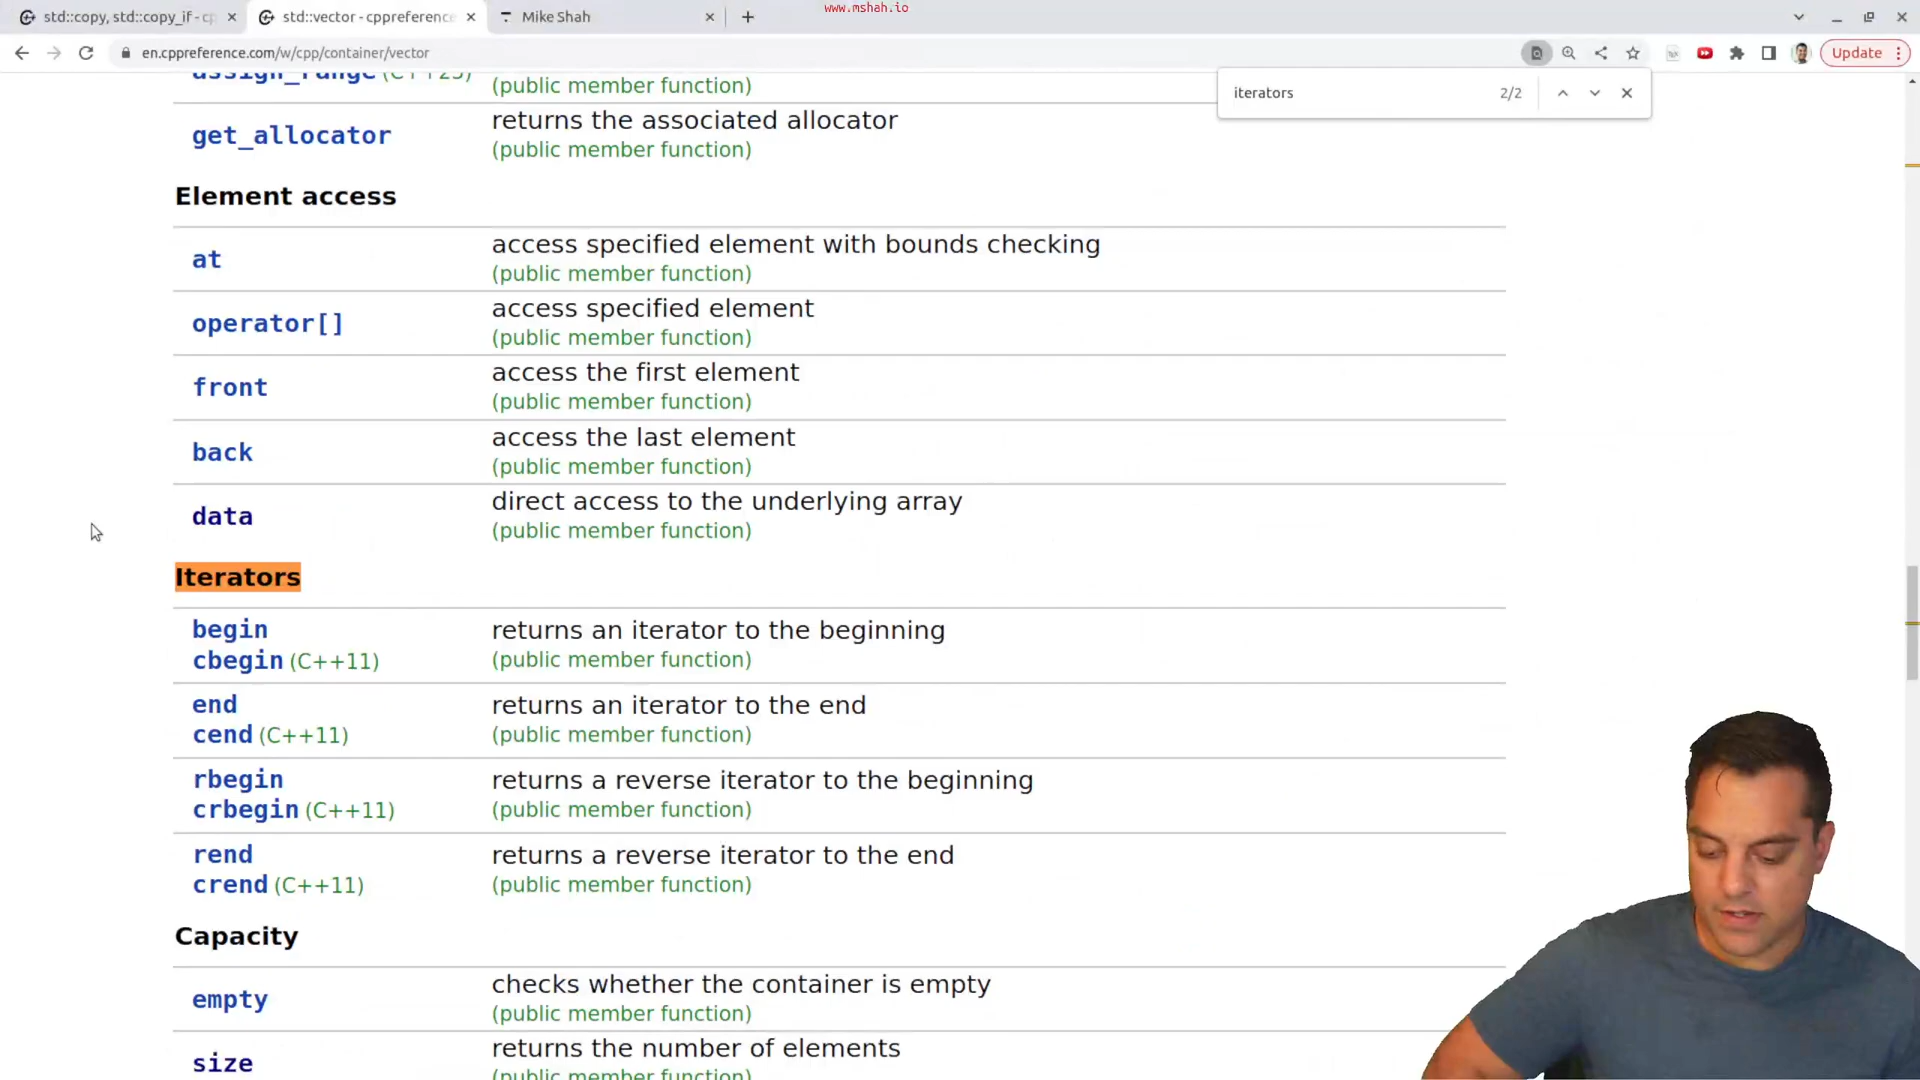 std::copy, std::copy_if - cp
std::vector - cppreference
Mike Shah
www.mshah.io
en.cppreference.com/w/cpp/container/vector
Update
iterators
2/2
assign_range (C++23)
(public member function)
get_allocator
returns the associated allocator
(public member function)
Element access
at
access specified element with bounds checking
(public member function)
operator[]
access specified element
(public member function)
front
access the first element
(public member function)
back
access the last element
(public member function)
data
direct access to the underlying array
(public member function)
Iterators
begin
cbegin (C++11)
returns an iterator to the beginning
(public member function)
end
cend (C++11)
returns an iterator to the end
(public member function)
rbegin
crbegin (C++11)
returns a reverse iterator to the beginning
(public member function)
rend
crend (C++11)
returns a reverse iterator to the end
(public member function)
Capacity
empty
checks whether the container is empty
(public member function)
size
returns the number of elements
(public member function)